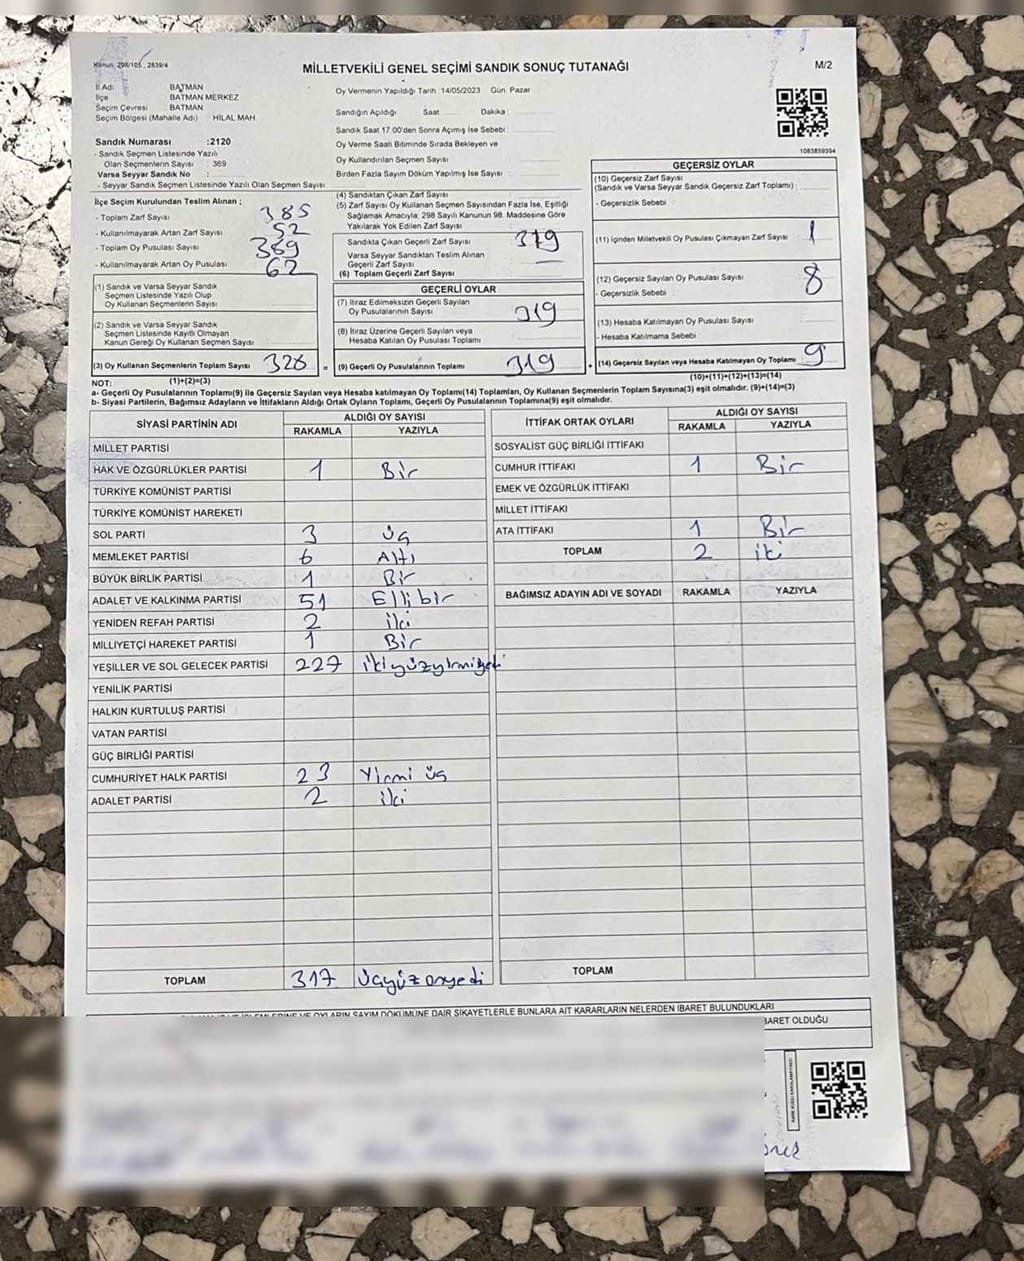 Kanun: 298/105 , 2839/4
MİLLETVEKİLİ GENEL SEÇİMİ SANDIK SONUÇ TUTANAĞI
M/2
İl Adı BATMAN
İlçe BATMAN MERKEZ
Seçim Çevresi BATMAN
Seçim Bölgesi (Mahalle Adı) HİLAL MAH
Sandık Numarası :2120
- Sandık Seçmen Listesinde Yazılı
Olan Seçmenlerin Sayısı 369
Varsa Seyyar Sandık No :
- Seyyar Sandık Seçmen Listesinde Yazılı Olan Seçmen Sayısı
Oy Vermenin Yapıldığı Tarih :14/05/2023 Gün Pazar
Sandığın Açıldığı Saat Dakika
Sandık Saat 17:00'den Sonra Açılmış İse Sebebi
Oy Verme Saati Bitiminde Sırada Bekleyen ve
Oy Kullandırılan Seçmen Sayısı
Birden Fazla Sayım Döküm Yapılmış İse Sayısı
1083859394
İlçe Seçim Kurulundan Teslim Alınan ;
- Toplam Zarf Sayısı 385
- Kullanılmayarak Artan Zarf Sayısı 52
- Toplam Oy Pusulası Sayısı 389
- Kullanılmayarak Artan Oy Pusulası 62
(1) Sandık ve Varsa Seyyar Sandık
Seçmen Listesinde Yazılı Olup
Oy Kullanan Seçmenlerin Sayısı
(2) Sandık ve Varsa Seyyar Sandık
Seçmen Listesinde Kayıtlı Olmayan
Kanun Gereği Oy Kullanan Seçmen Sayısı
(3) Oy Kullanan Seçmenlerin Toplam Sayısı 328
(1)+(2)=(3)
(4) Sandıktan Çıkan Zarf Sayısı
(5) Zarf Sayısı Oy Kullanan Seçmen Sayısından Fazla İse, Eşitliği
Sağlamak Amacıyla; 298 Sayılı Kanunun 98. Maddesine Göre
Yakılarak Yok Edilen Zarf Sayısı
Sandıkta Çıkan Geçerli Zarf Sayısı 319
Varsa Seyyar Sandıktan Teslim Alınan
Geçerli Zarf Sayısı
(6) Toplam Geçerli Zarf Sayısı
GEÇERLİ OYLAR
(7) İtiraz Edilmeksizin Geçerli Sayılan
Oy Pusulalarının Sayısı 319
(8) İtiraz Üzerine Geçerli Sayılan veya
Hesaba Katılan Oy Pusulası Toplamı
= (9) Geçerli Oy Pusulalarının Toplamı 319
GEÇERSİZ OYLAR
(10) Geçersiz Zarf Sayısı
(Sandık ve Varsa Seyyar Sandık Geçersiz Zarf Toplamı)
- Geçersizlik Sebebi :
(11) İçinden Milletvekili Oy Pusulası Çıkmayan Zarf Sayısı 1
(12) Geçersiz Sayılan Oy Pusulası Sayısı 8
- Geçersizlik Sebebi :
(13) Hesaba Katılmayan Oy Pusulası Sayısı
- Hesaba Katılmama Sebebi :
+ (14) Geçersiz Sayılan veya Hesaba Katılmayan Oy Toplamı 9
(10)+(11)+(12)+(13)=(14)
NOT:
a- Geçerli Oy Pusulalarının Toplamı(9) ile Geçersiz Sayılan veya Hesaba katılmayan Oy Toplamı(14) Toplamları, Oy Kullanan Seçmenlerin Toplam Sayısına(3) eşit olmalıdır. (9)+(14)=(3)
b- Siyasi Partilerin, Bağımsız Adayların ve İttifakların Aldığı Ortak Oyların Toplamı, Geçerli Oy Pusulalarının Toplamına(9) eşit olmalıdır.
SİYASİ PARTİNİN ADI ALDIĞI OY SAYISI
RAKAMLA YAZIYLA
MİLLET PARTİSİ
HAK VE ÖZGÜRLÜKLER PARTİSİ 1 Bir
TÜRKİYE KOMÜNİST PARTİSİ
TÜRKİYE KOMÜNİST HAREKETİ
SOL PARTİ 3 üç
MEMLEKET PARTİSİ 6 Altı
BÜYÜK BİRLİK PARTİSİ 1 Bir
ADALET VE KALKINMA PARTİSİ 51 Elli bir
YENİDEN REFAH PARTİSİ 2 iki
MİLLİYETÇİ HAREKET PARTİSİ 1 Bir
YEŞİLLER VE SOL GELECEK PARTİSİ 227 ikiyüzyirmiyedi
YENİLİK PARTİSİ
HALKIN KURTULUŞ PARTİSİ
VATAN PARTİSİ
GÜÇ BİRLİĞİ PARTİSİ
CUMHURİYET HALK PARTİSİ 23 Yirmi üç
ADALET PARTİSİ 2 iki
TOPLAM 317 üçyüz onyedi
İTTİFAK ORTAK OYLARI ALDIĞI OY SAYISI
RAKAMLA YAZIYLA
SOSYALİST GÜÇ BİRLİĞİ İTTİFAKI
CUMHUR İTTİFAKI 1 Bir
EMEK VE ÖZGÜRLÜK İTTİFAKI
MİLLET İTTİFAKI
ATA İTTİFAKI 1 Bir
TOPLAM 2 iki
BAĞIMSIZ ADAYIN ADI VE SOYADI RAKAMLA YAZIYLA
TOPLAM
OYLARIN SAYIM DÖKÜMÜNE DAİR ŞİKAYETLERLE BUNLARA AİT KARARLARIN NELERDEN İBARET BULUNDUKLARI
BARET OLDUĞU